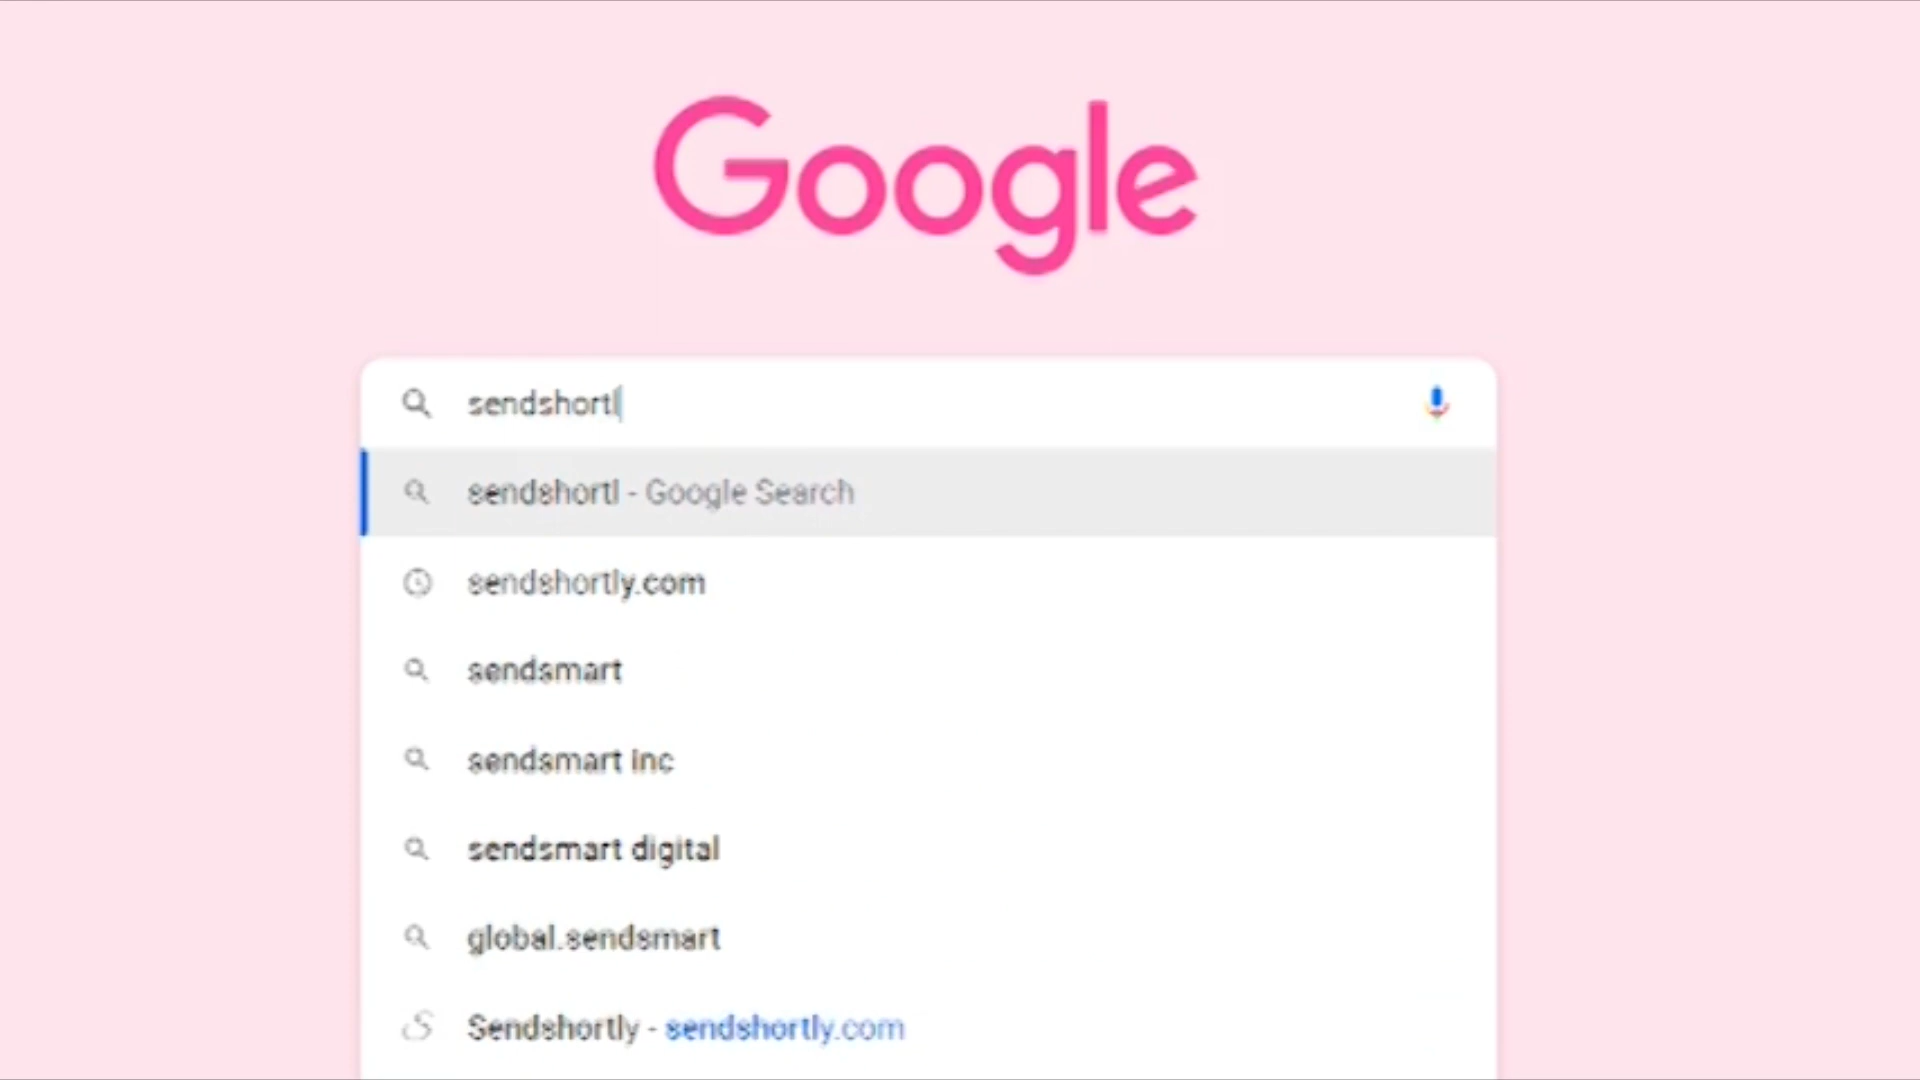 Google
sendshortl
sendshortl - Google Search
sendshortly.com
sendsmart
sendsmart inc
sendsmart digital
global.sendsmart
Sendshortly - sendshortly.com